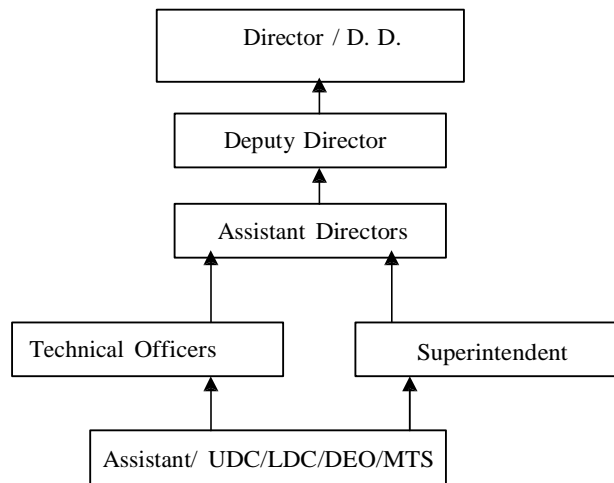 Director / D. D.
Deputy Director
Assistant Directors
Technical Officers
Superintendent
Assistant/ UDC/LDC/DEO/MTS